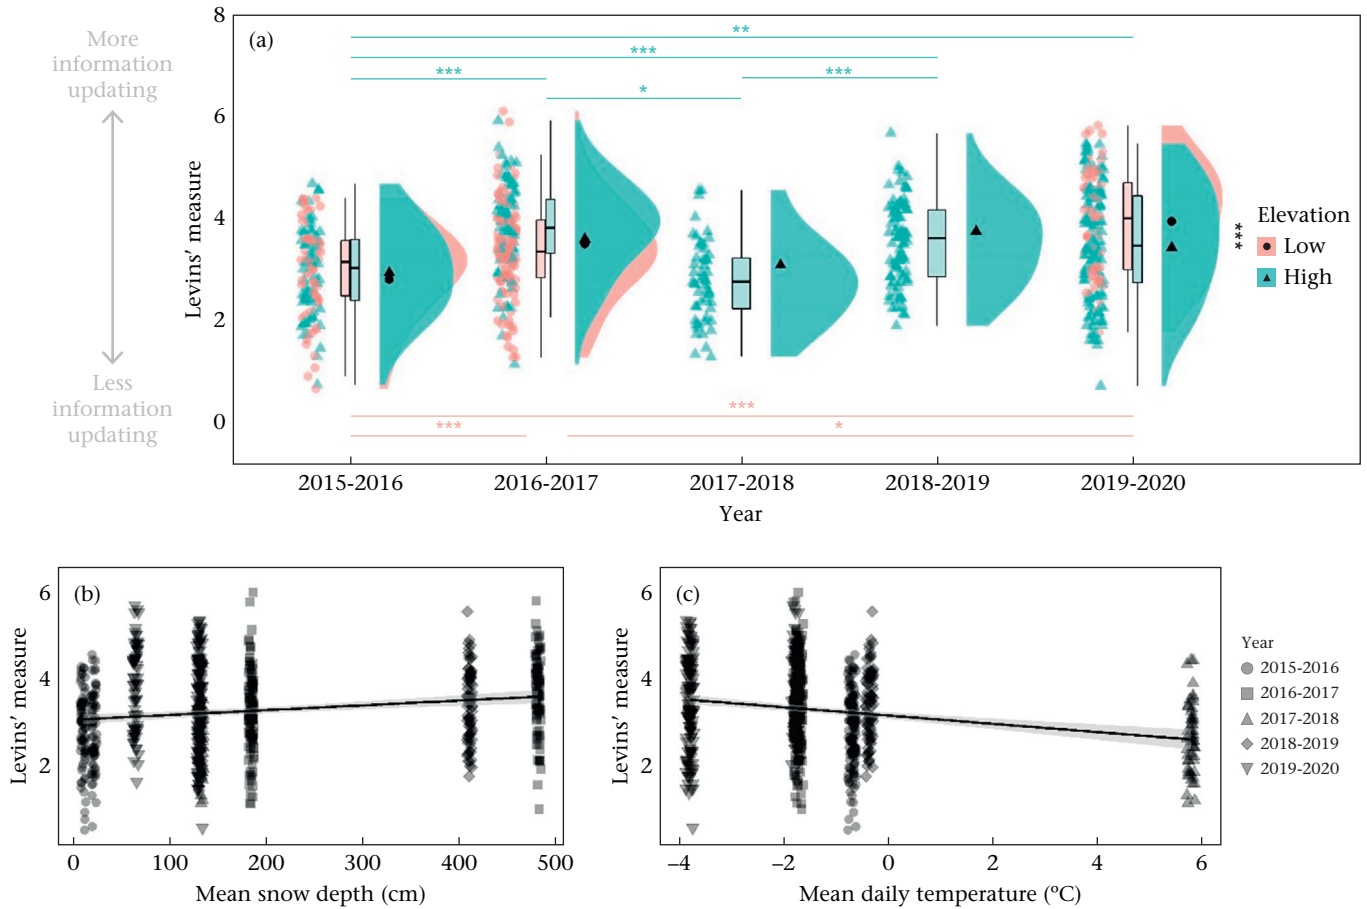 More
information
updating
Less
information
updating
Levins' measure
8
6
4
2
0
(a)
**
***
***
***
*
***
***
*
***
2015-2016
2016-2017
2017-2018
2018-2019
2019-2020
Year
Elevation
Low
High
Levins' measure
6
4
2
(b)
0
100
200
300
400
500
Mean snow depth (cm)
Levins' measure
6
4
2
(c)
–4
–2
0
2
4
6
Mean daily temperature (ºC)
Year
2015-2016
2016-2017
2017-2018
2018-2019
2019-2020